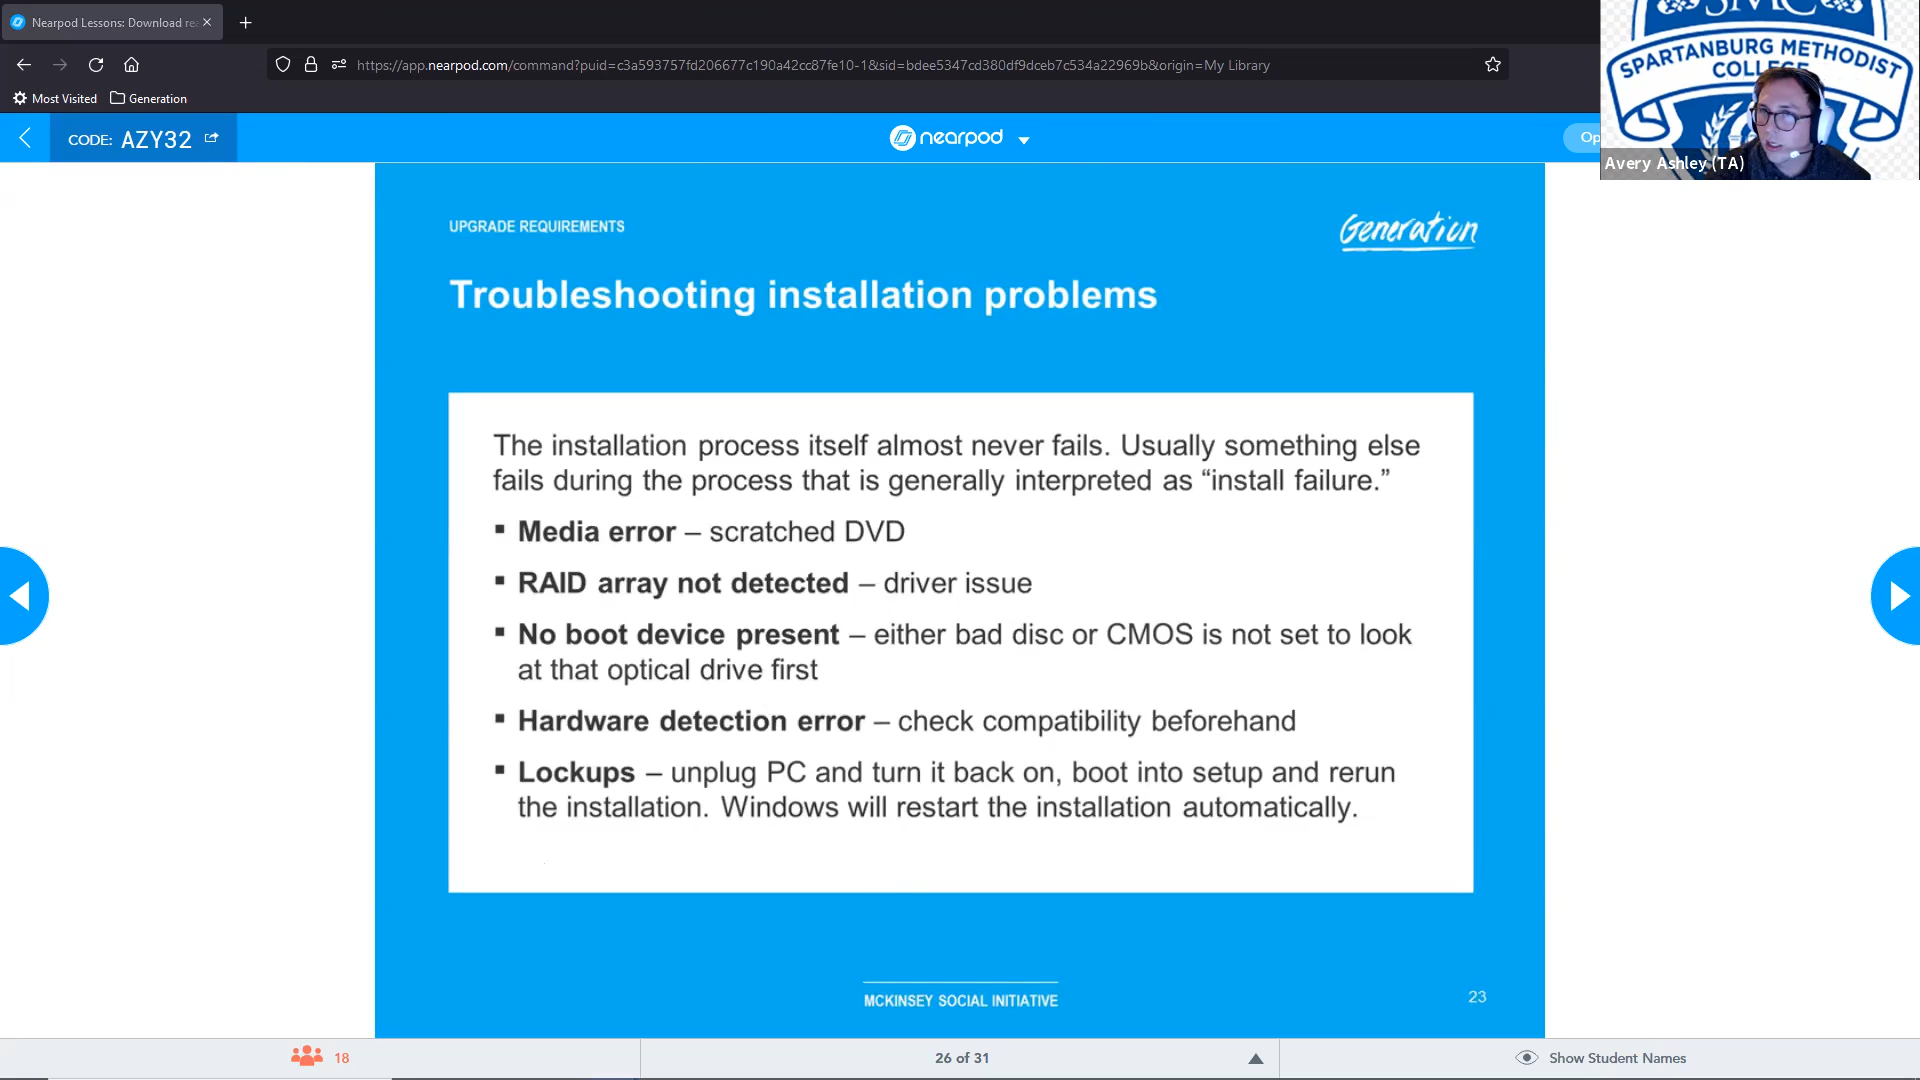 Nearpod Lessons: Download re
https://app.nearpod.com/command?puid=c3a593757fd206677c190a42cc87fe10-1&sid=bdee5347cd380df9dceb7c534a22969b&origin=My Library
Most Visited
Generation
CODE: AZY32
nearpod
Op
SMC
SPARTANBURG METHODIST
COLLEGE
Avery Ashley (TA)
UPGRADE REQUIREMENTS
Generation
Troubleshooting installation problems
The installation process itself almost never fails. Usually something else
fails during the process that is generally interpreted as “install failure.”
▪ Media error – scratched DVD
▪ RAID array not detected – driver issue
▪ No boot device present – either bad disc or CMOS is not set to look
at that optical drive first
▪ Hardware detection error – check compatibility beforehand
▪ Lockups – unplug PC and turn it back on, boot into setup and rerun
the installation. Windows will restart the installation automatically.
MCKINSEY SOCIAL INITIATIVE
23
18
26 of 31
Show Student Names